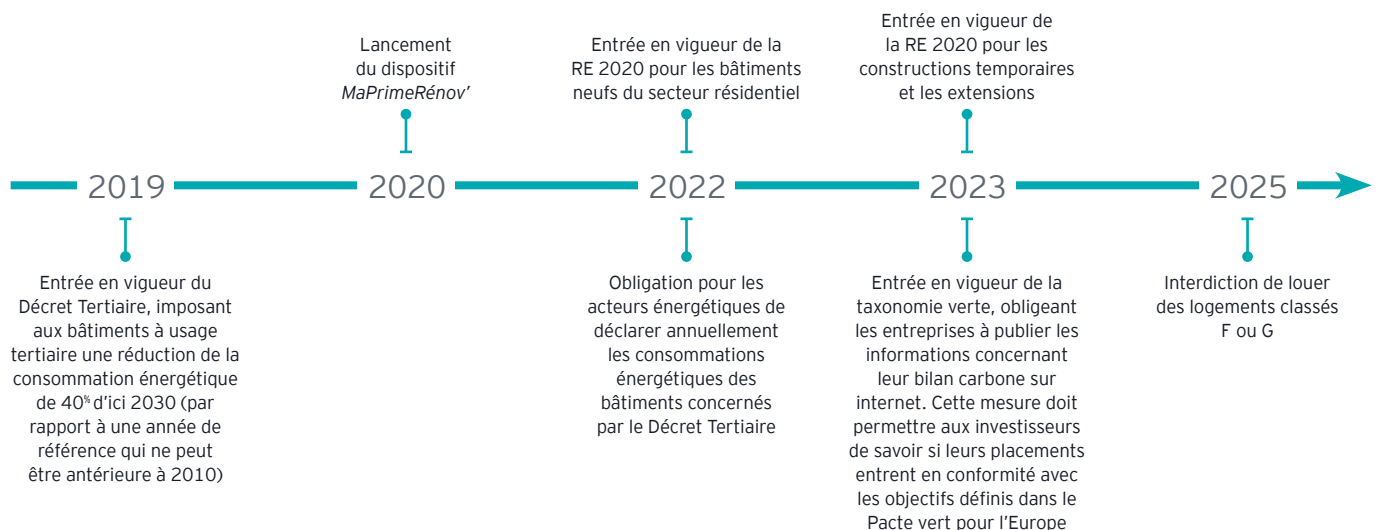 Lancement
du dispositif
MaPrimeRénov’
Entrée en vigueur de la
RE 2020 pour les bâtiments
neufs du secteur résidentiel
Entrée en vigueur de
la RE 2020 pour les
constructions temporaires
et les extensions
2019
2020
2022
2023
2025
Entrée en vigueur du
Décret Tertiaire, imposant
aux bâtiments à usage
tertiaire une réduction de la
consommation énergétique
de 40% d’ici 2030 (par
rapport à une année de
référence qui ne peut
être antérieure à 2010)
Obligation pour les
acteurs énergétiques de
déclarer annuellement
les consommations
énergétiques des
bâtiments concernés
par le Décret Tertiaire
Entrée en vigueur de la
taxonomie verte, obligeant
les entreprises à publier les
informations concernant
leur bilan carbone sur
internet. Cette mesure doit
permettre aux investisseurs
de savoir si leurs placements
entrent en conformité avec
les objectifs définis dans le
Pacte vert pour l’Europe
Interdiction de louer
des logements classés
F ou G